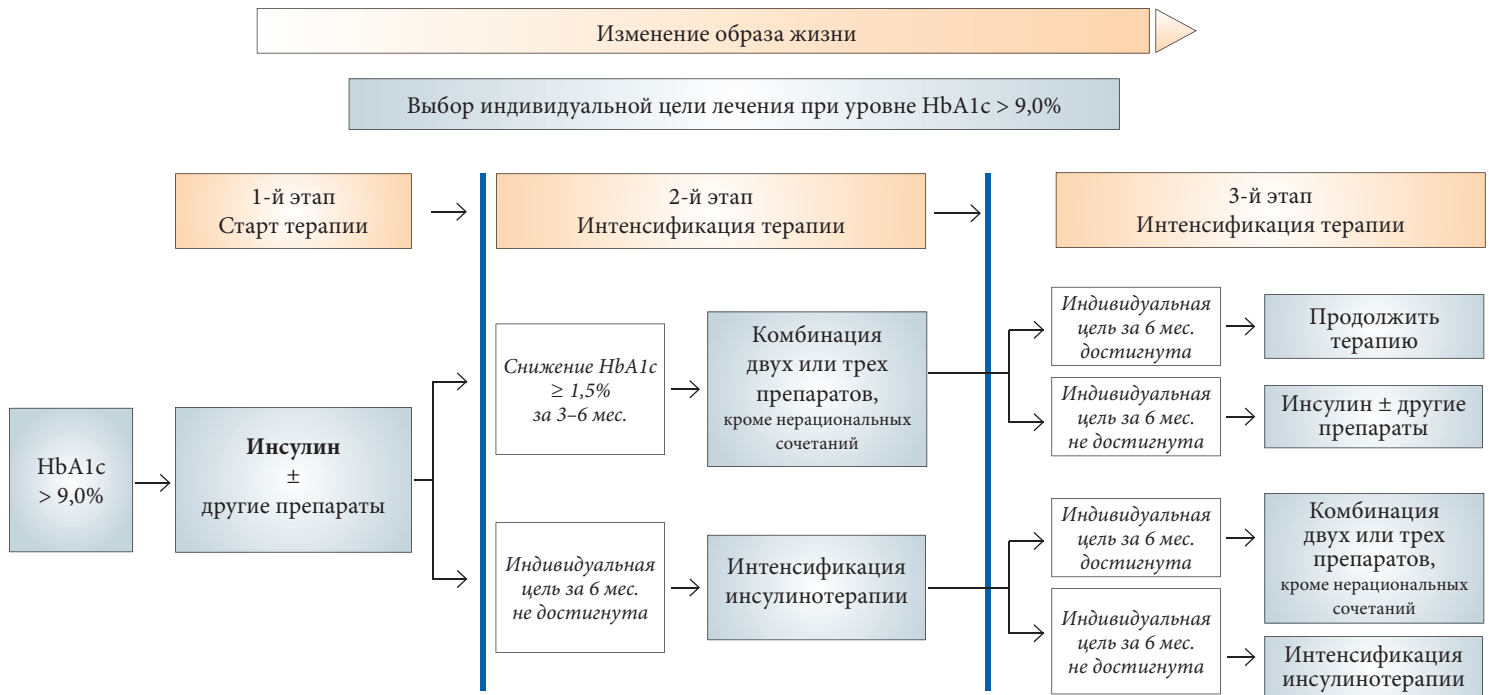 Изменение образа жизни
Выбор индивидуальной цели лечения при уровне HbA1c > 9,0%
1-й этап
Старт терапии
2-й этап
Интенсификация терапии
3-й этап
Интенсификация терапии
HbA1c
> 9,0%
Инсулин
±
другие препараты
Снижение HbA1c
≥ 1,5%
за 3–6 мес.
Комбинация
двух или трех
препаратов,
кроме нерациональных
сочетаний
Индивидуальная
цель за 6 мес.
не достигнута
Интенсификация
инсулинотерапии
Индивидуальная
цель за 6 мес.
достигнута
Продолжить
терапию
Индивидуальная
цель за 6 мес.
не достигнута
Инсулин ± другие
препараты
Индивидуальная
цель за 6 мес.
достигнута
Комбинация
двух или трех
препаратов,
кроме нерациональных
сочетаний
Индивидуальная
цель за 6 мес.
не достигнута
Интенсификация
инсулинотерапии